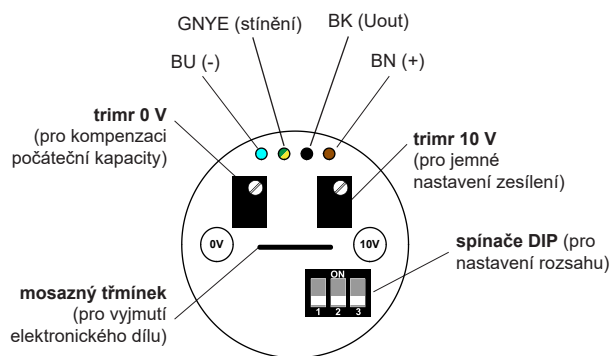 GNYE (stínění)
BK (Uout)
BU (-)
BN (+)
trimr 0 V
(pro kompenzaci
počáteční kapacity)
trimr 10 V
(pro jemné
nastavení zesílení)
0V
10V
spínače DIP (pro
nastavení rozsahu)
ON
1 2 3
mosazný třmínek
(pro vyjmutí
elektronického dílu)